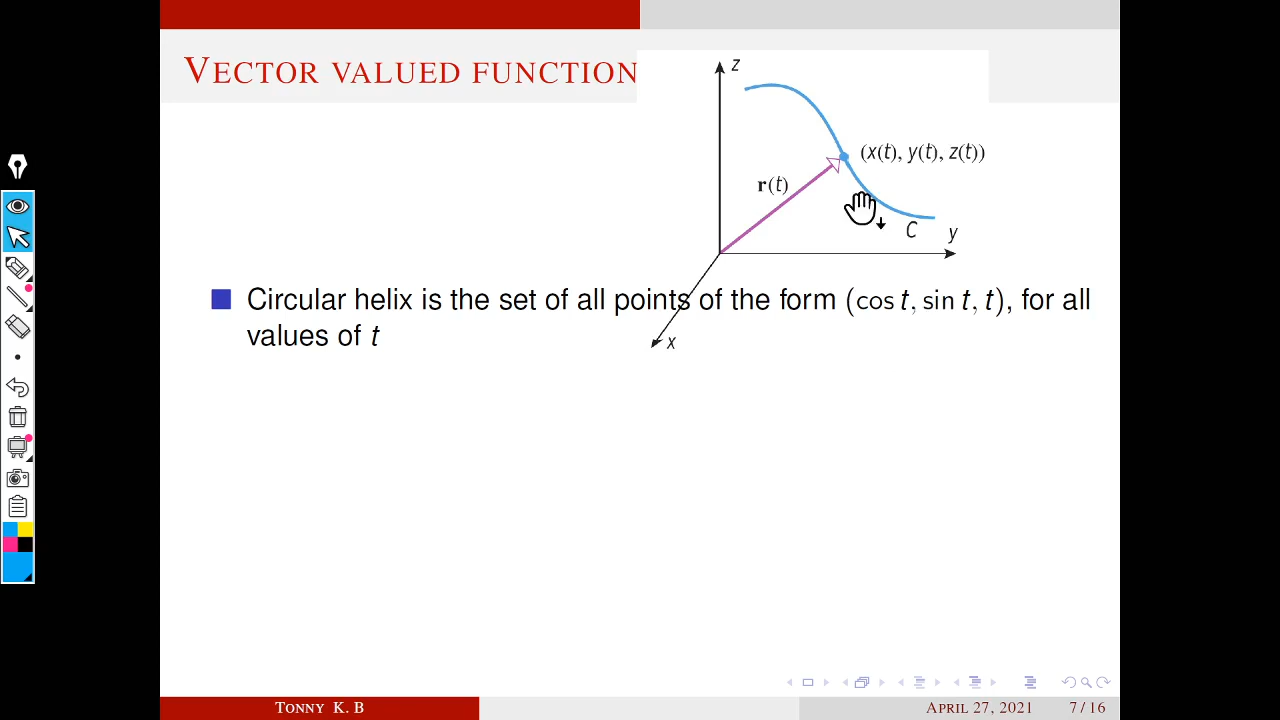 VECTOR VALUED FUNCTION
z
(x(t), y(t), z(t))
r(t)
C
y
Circular helix is the set of all points of the form (cos t, sin t, t), for all
values of t
x
TONNY K. B
APRIL 27, 2021
7 / 16